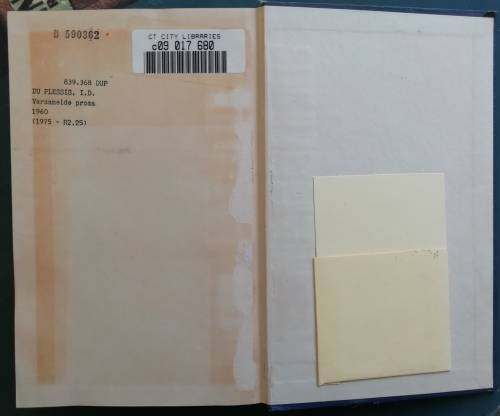 B 590362
CT CITY LIBRARIES
c09 017 680
839.368 DUP
DU PLESSIS, I.D.
Versamelde prosa
1960
(1975 - R2.25)